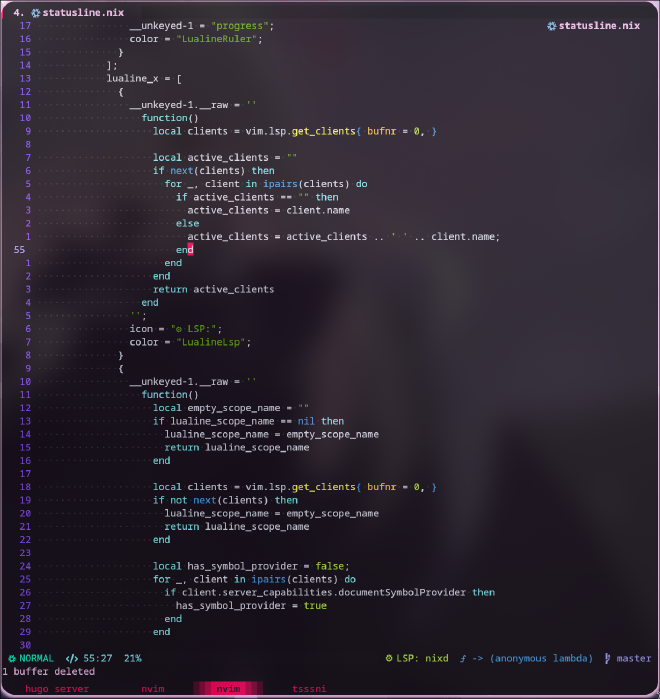 4. statusline.nix
17 __unkeyed-1 = "progress"; statusline.nix
16 color = "LualineRuler";
15 }
14 ];
13 lualine_x = [
12 {
11 __unkeyed-1.__raw = ''
10 function()
9 local clients = vim.lsp.get_clients{ bufnr = 0, }
8
7 local active_clients = ""
6 if next(clients) then
5 for _, client in ipairs(clients) do
4 if active_clients == "" then
3 active_clients = client.name
2 else
1 active_clients = active_clients .. ' ' .. client.name;
55 end
1 end
2 end
3 return active_clients
4 end
5 '';
6 icon = "⚙ LSP:";
7 color = "LualineLsp";
8 }
9 {
10 __unkeyed-1.__raw = ''
11 function()
12 local empty_scope_name = ""
13 if lualine_scope_name == nil then
14 lualine_scope_name = empty_scope_name
15 return lualine_scope_name
16 end
17
18 local clients = vim.lsp.get_clients{ bufnr = 0, }
19 if not next(clients) then
20 lualine_scope_name = empty_scope_name
21 return lualine_scope_name
22 end
23
24 local has_symbol_provider = false;
25 for _, client in ipairs(clients) do
26 if client.server_capabilities.documentSymbolProvider then
27 has_symbol_provider = true
28 end
29 end
30
NORMAL </> 55:27 21% ⚙ LSP: nixd ƒ -> (anonymous lambda) master
1 buffer deleted
hugo server nvim nvim tsssni